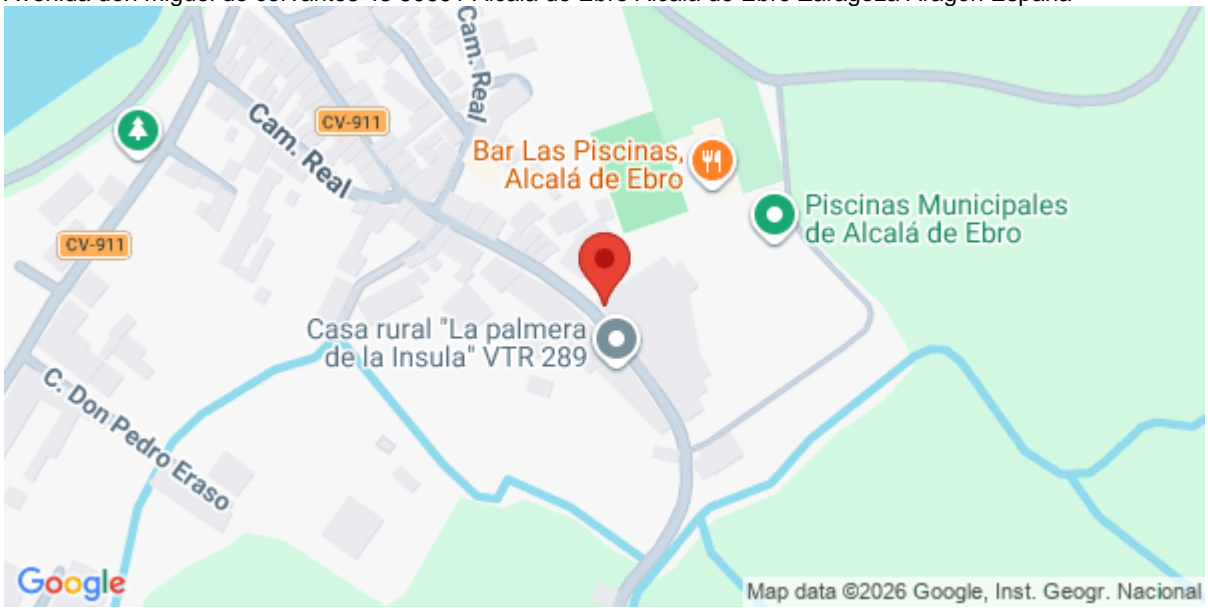 Cam. Real
CV-911
Cam. Real
Bar Las Piscinas,
Alcalá de Ebro
Piscinas Municipales
de Alcalá de Ebro
CV-911
Casa rural "La palmera
de la Insula" VTR 289
C. Don Pedro Eraso
Google
Map data ©2026 Google, Inst. Geogr. Nacional